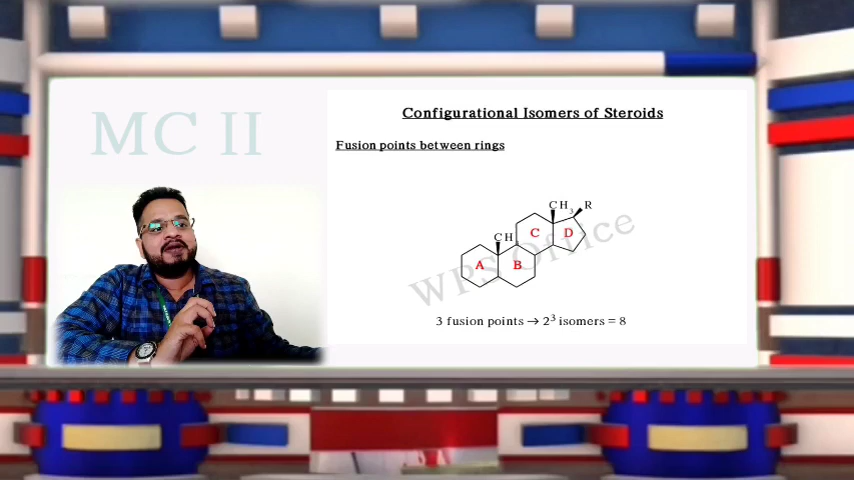 MC II
Configurational Isomers of Steroids
Fusion points between rings
CH3 R
CH C D
A B
WPS Office
3 fusion points → 2³ isomers = 8